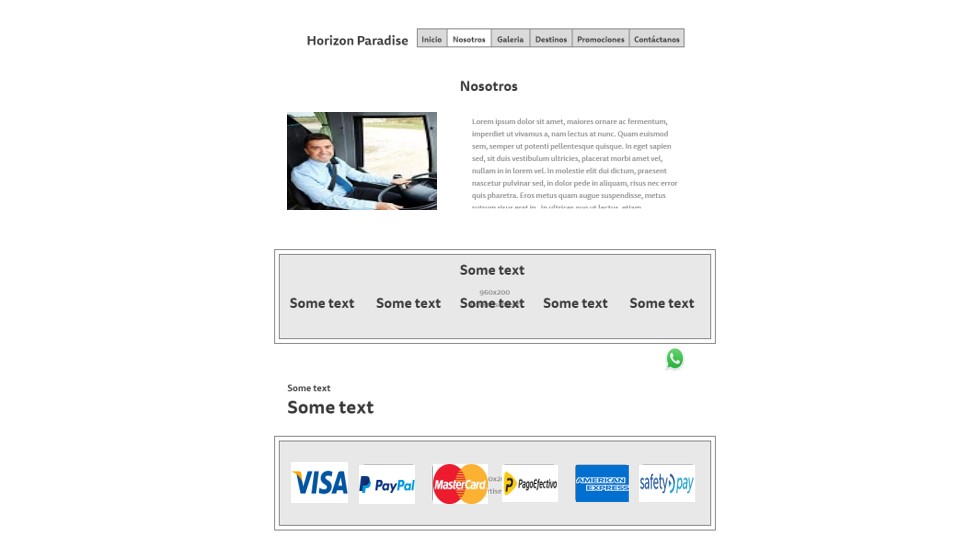 Horizon Paradise
Inicio Nosotros Galeria Destinos Promociones Contáctanos
Nosotros
Lorem ipsum dolor sit amet, maiores ornare ac fermentum,
imperdiet ut vivamus a, nam lectus at nunc. Quam euismod
sem, semper ut potenti pellentesque quisque. In eget sapien
sed, sit duis vestibulum ultricies, placerat morbi amet vel,
nullam in in lorem vel. In molestie elit dui dictum, praesent
nascetur pulvinar sed, in dolor pede in aliquam, risus nec error
quis pharetra. Eros metus quam augue suspendisse, metus
Some text
960x200
Some text Some text Some text Some text Some text
Some text
Some text
VISA PayPal MasterCard PagoEfectivo AMERICAN EXPRESS safetypay